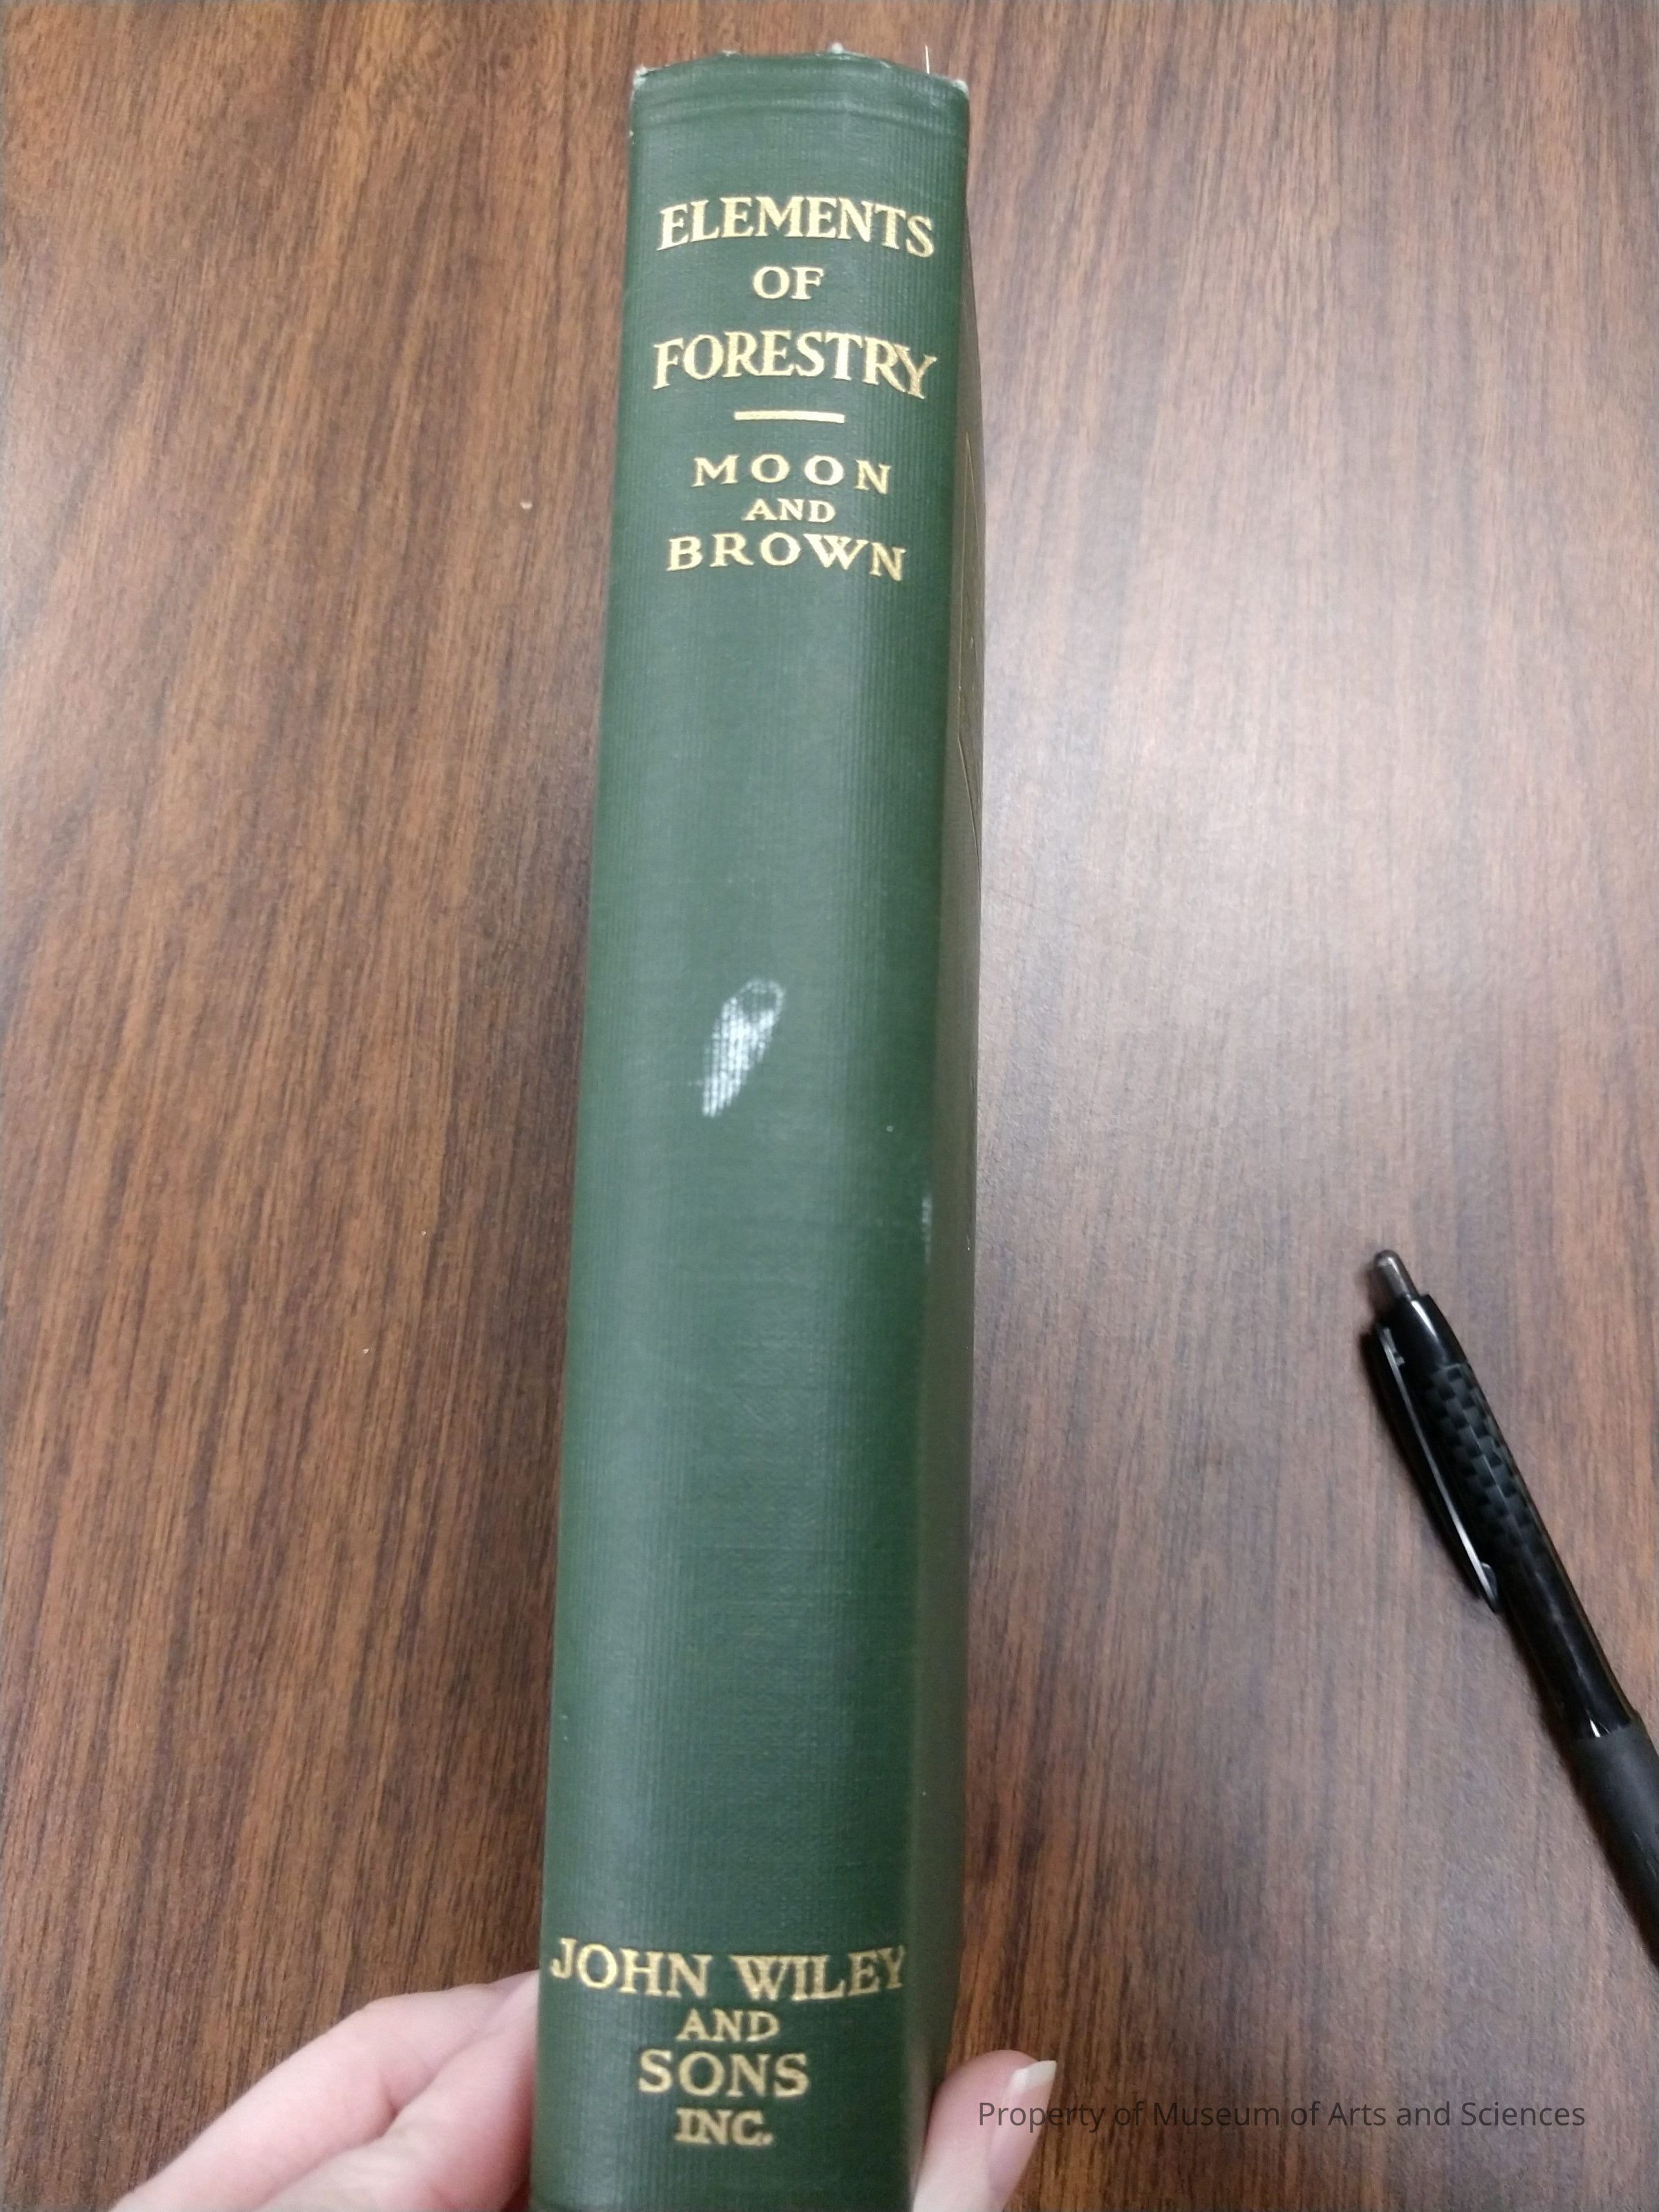 ELEMENTS
OF
FORESTRY
MOON
AND
BROWN
JOHN WILEY
AND
SONS
INC.
Property of Museum of Arts and Sciences